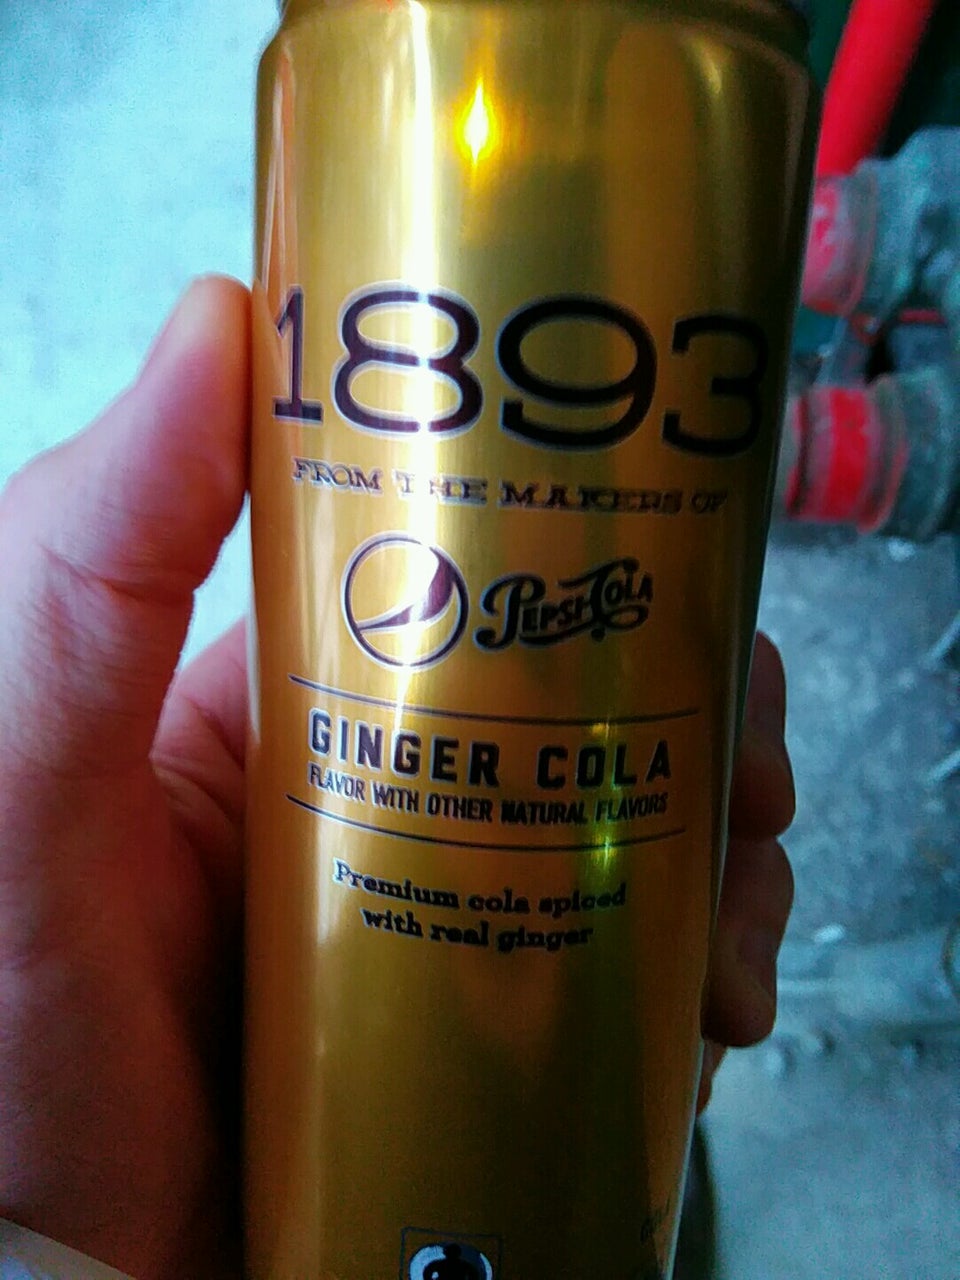 1893
FROM THE MAKERS OF
PEPSI-COLA
GINGER COLA
FLAVOR WITH OTHER NATURAL FLAVORS
Premium cola spiced
with real ginger